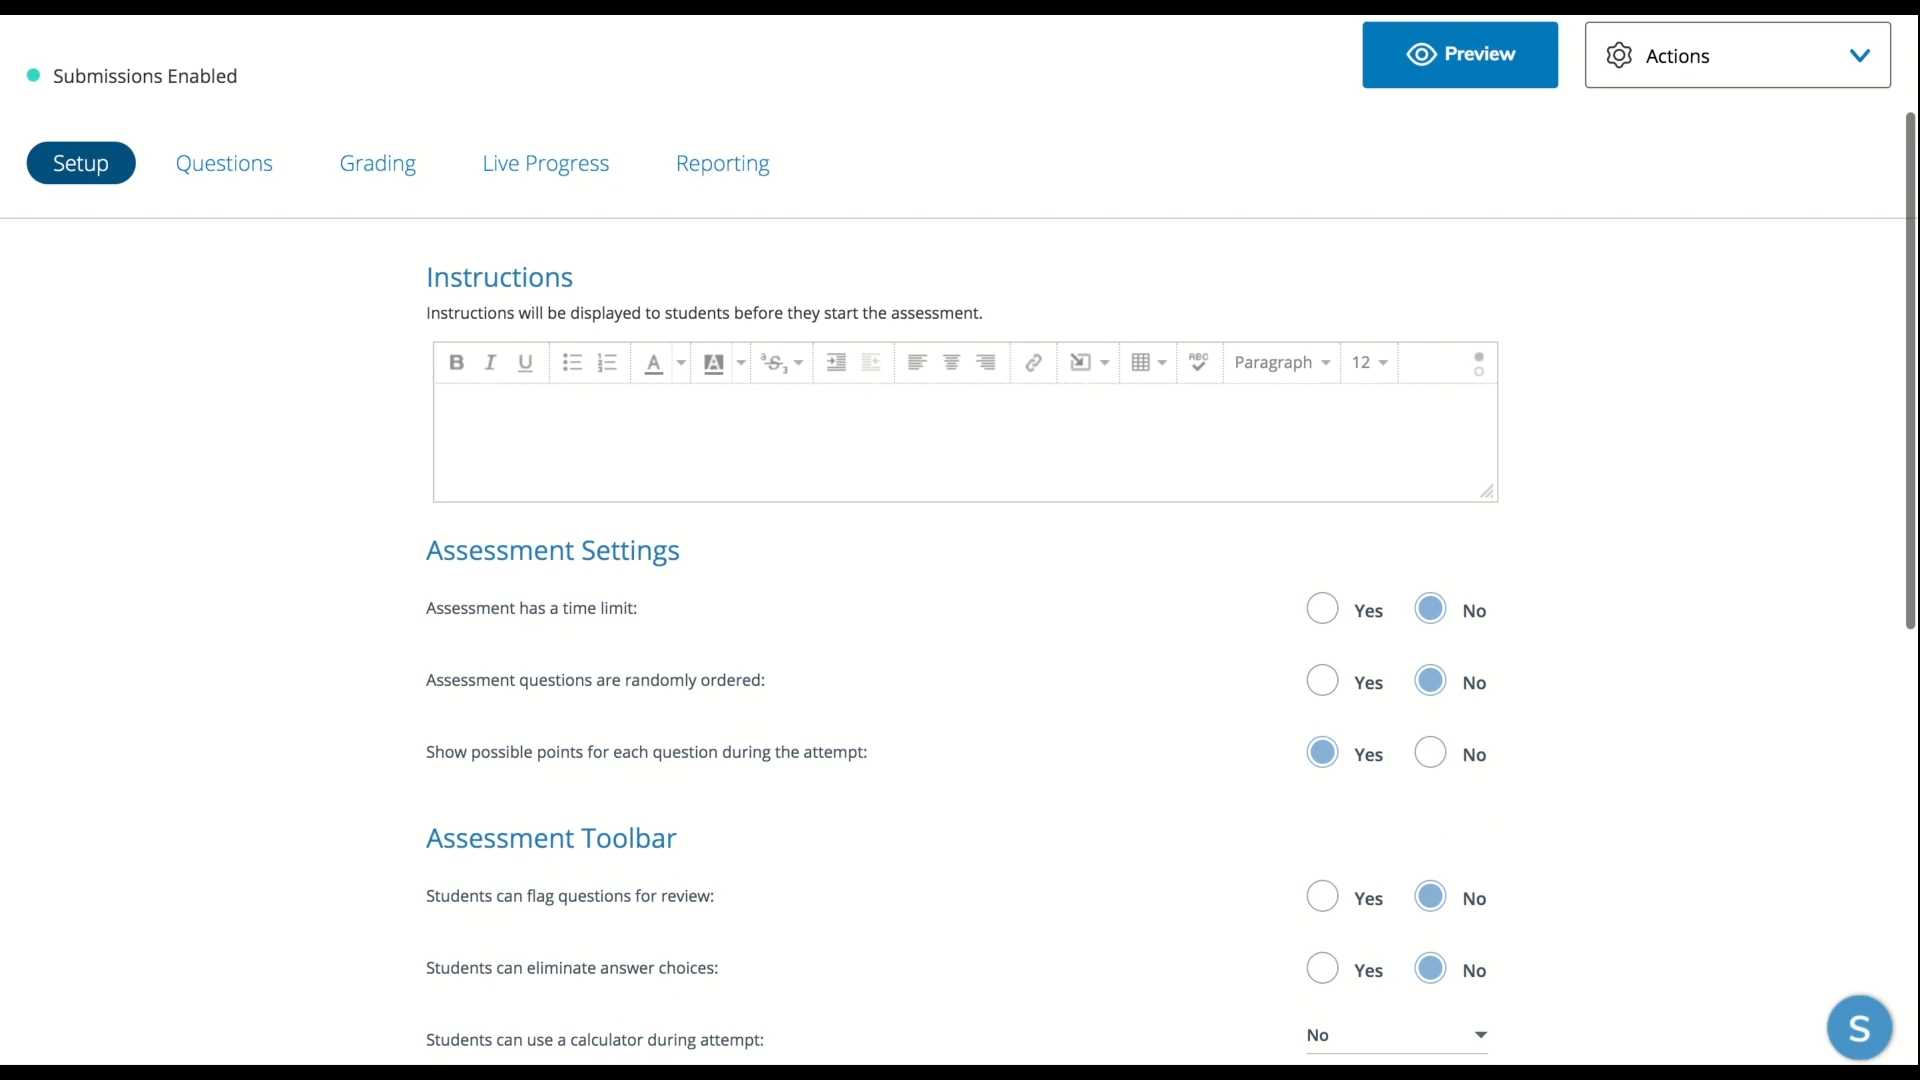 Preview
Actions
Submissions Enabled
Setup Questions Grading Live Progress Reporting
Instructions
Instructions will be displayed to students before they start the assessment.
B I U A A S ABC Paragraph 12
Assessment Settings
Assessment has a time limit: Yes No
Assessment questions are randomly ordered: Yes No
Show possible points for each question during the attempt: Yes No
Assessment Toolbar
Students can flag questions for review: Yes No
Students can eliminate answer choices: Yes No
Students can use a calculator during attempt: No
S